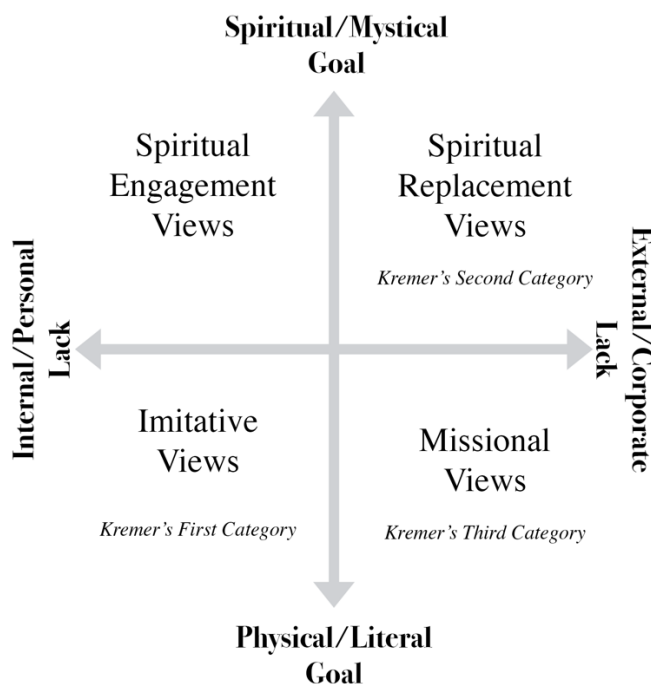 Spiritual/Mystical
Goal
Spiritual
Engagement
Views
Spiritual
Replacement
Views
Kremer's Second Category
Internal/Personal
Lack
External/Corporate
Lack
Imitative
Views
Kremer's First Category
Missional
Views
Kremer's Third Category
Physical/Literal
Goal